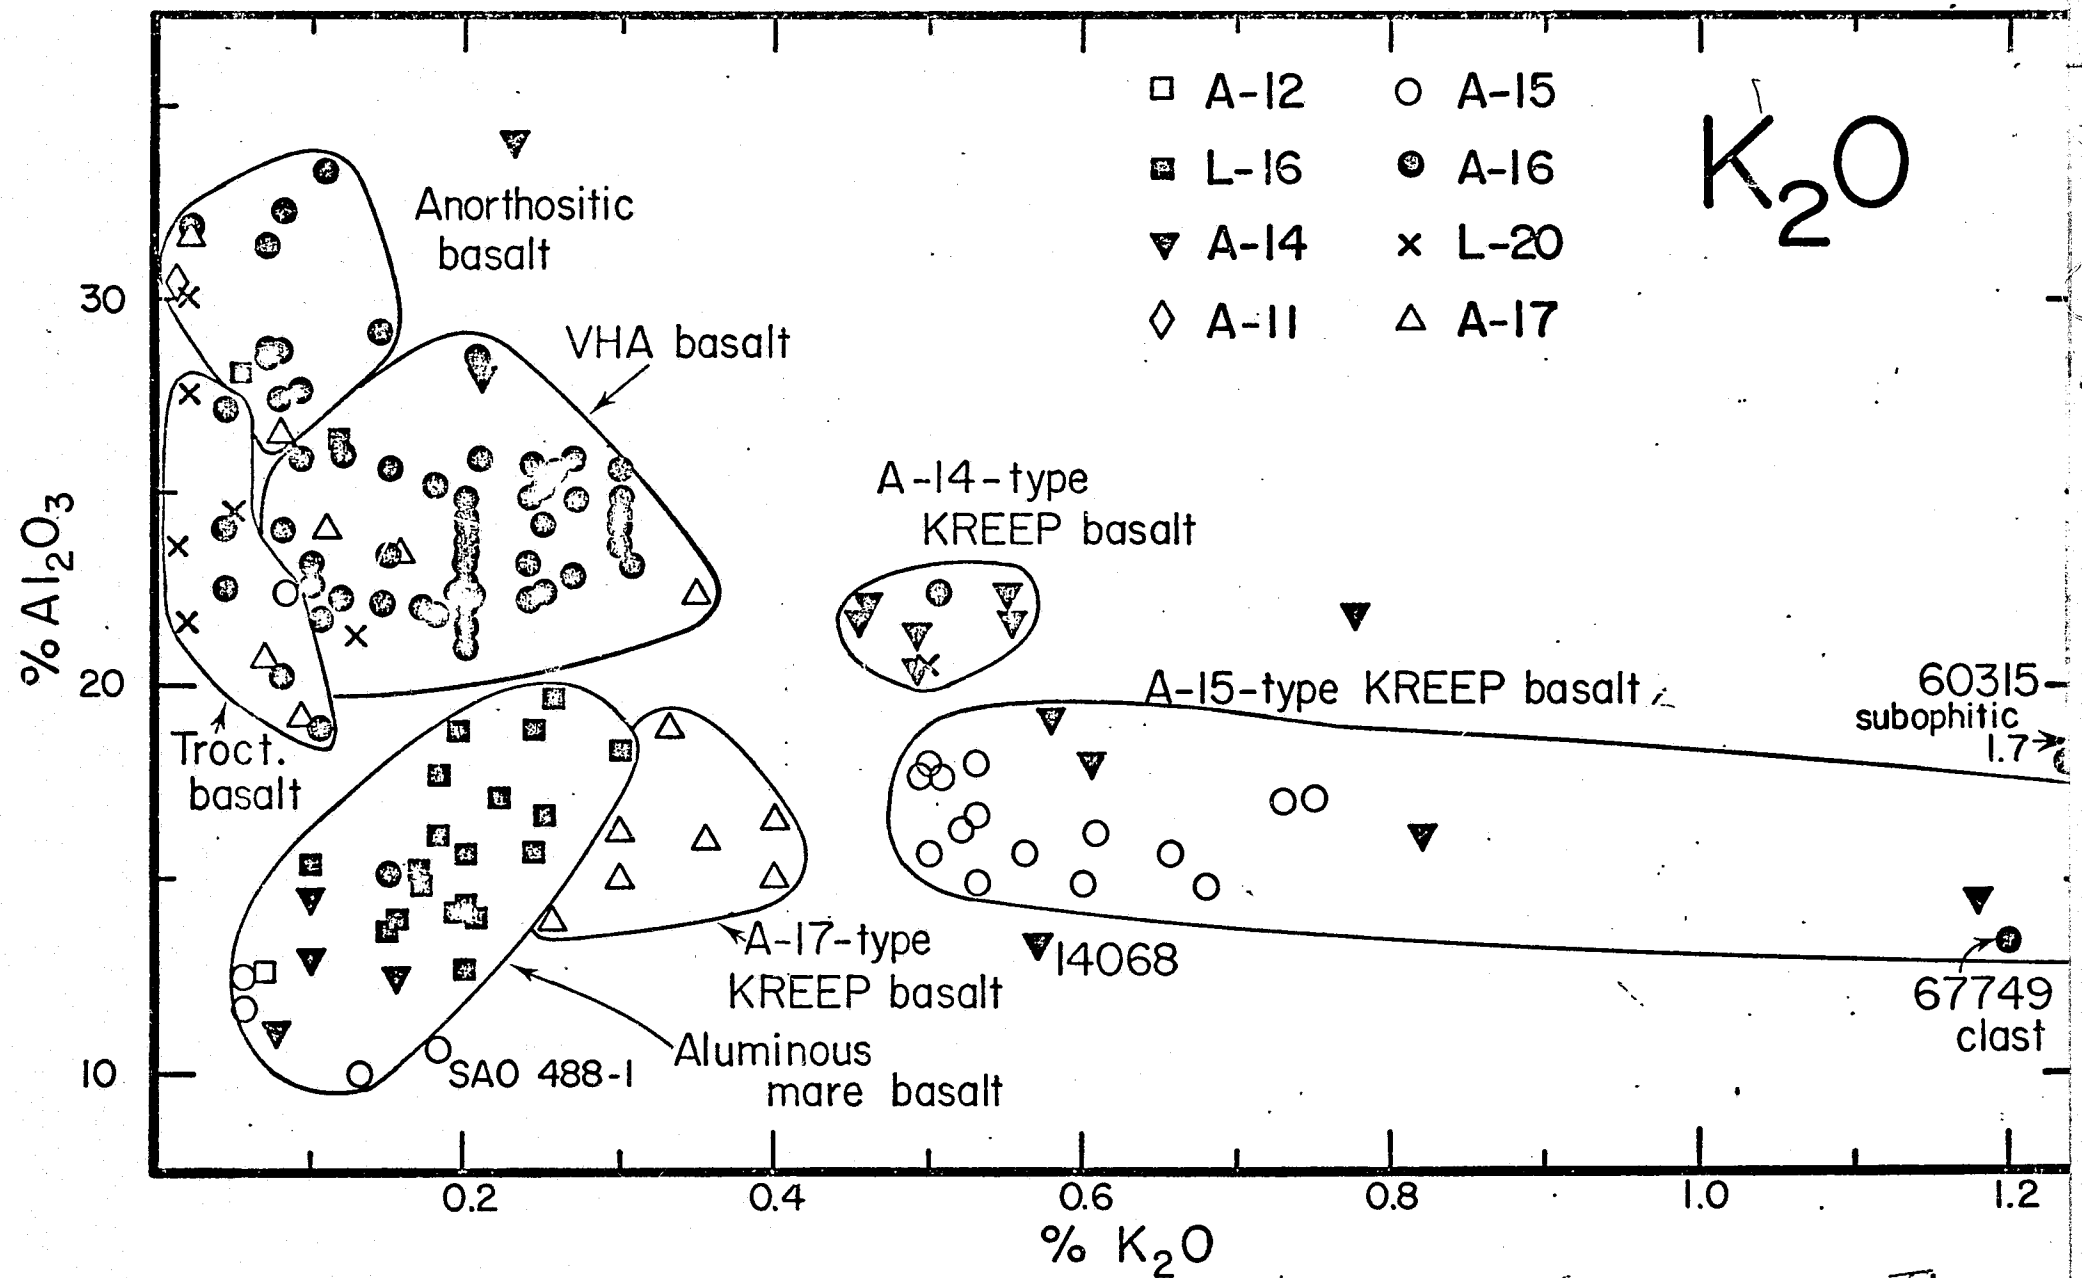 □ A-12
○ A-15
■ L-16
● A-16
▼ A-14
× L-20
◇ A-11
△ A-17
K₂O
Anorthositic
basalt
VHA basalt
A-14-type
KREEP basalt
A-15-type KREEP basalt
60315
subophitic
1.7
Troct.
basalt
A-17-type
KREEP basalt
14068
67749
clast
Aluminous
mare basalt
SAO 488-1
% Al₂O₃
30
20
10
0.2
0.4
0.6
0.8
1.0
1.2
% K₂O